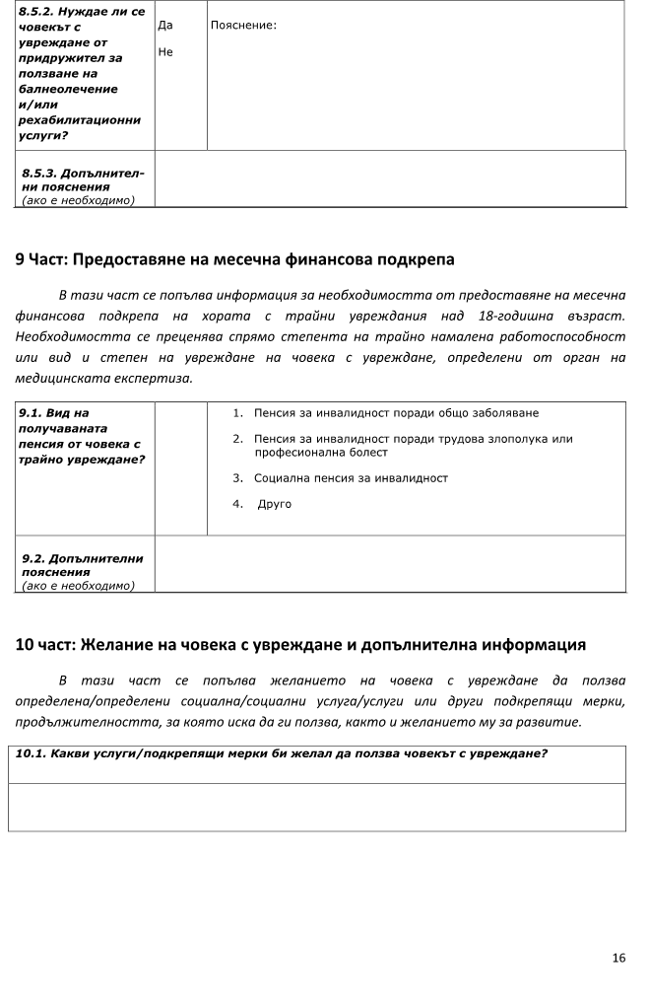 8.5.2. Нуждае ли се
човекът с
увреждане от
придружител за
ползване на
балнеолечение
и/или
рехабилитационни
услуги?
Да
Не
Пояснение:
8.5.3. Допълнител-
ни пояснения
(ако е необходимо)
9 Част: Предоставяне на месечна финансова подкрепа
В тази част се попълва информация за необходимостта от предоставяне на месечна
финансова подкрепа на хората с трайни увреждания над 18-годишна възраст.
Необходимостта се преценява спрямо степента на трайно намалена работоспособност
или вид и степен на увреждане на човека с увреждане, определени от орган на
медицинската експертиза.
9.1. Вид на
получаваната
пенсия от човека с
трайно увреждане?
1. Пенсия за инвалидност поради общо заболяване
2. Пенсия за инвалидност поради трудова злополука или
професионална болест
3. Социална пенсия за инвалидност
4. Друго
9.2. Допълнителни
пояснения
(ако е необходимо)
10 част: Желание на човека с увреждане и допълнителна информация
В тази част се попълва желанието на човека с увреждане да ползва
определена/определени социална/социални услуга/услуги или други подкрепящи мерки,
продължителността, за която иска да ги ползва, както и желанието му за развитие.
10.1. Какви услуги/подкрепящи мерки би желал да ползва човекът с увреждане?
16